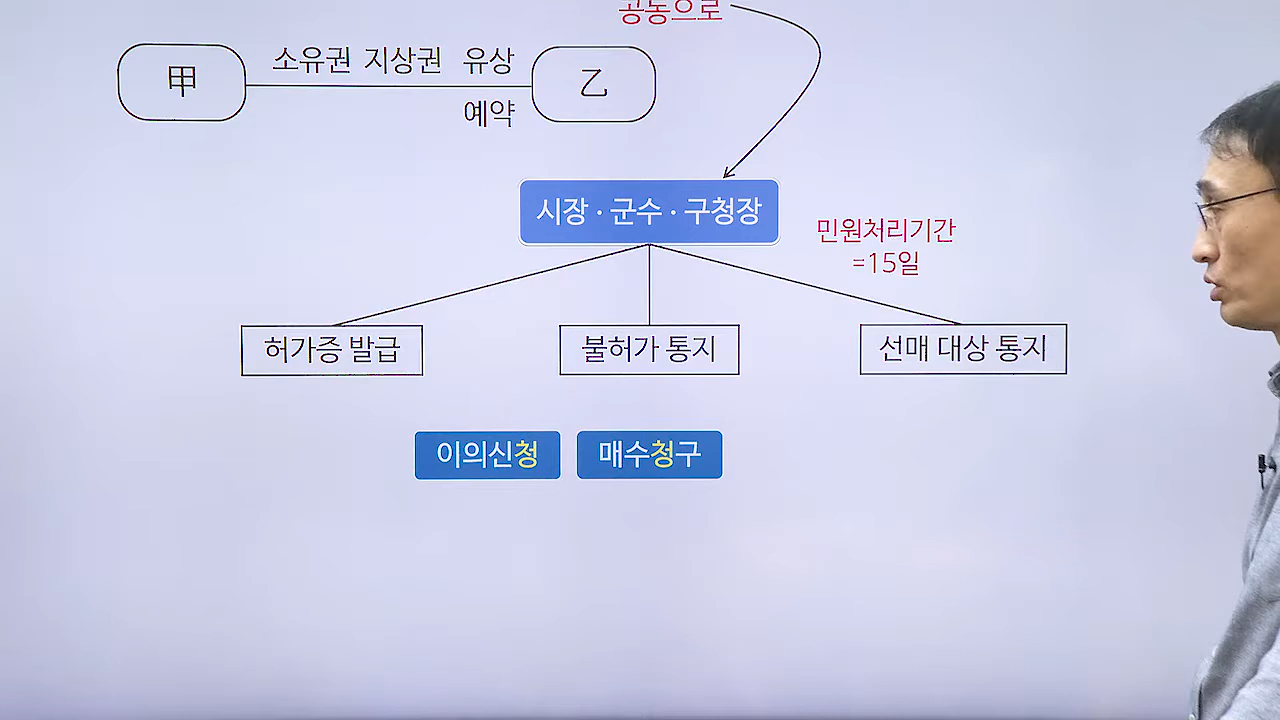 공동으로
甲
소유권 지상권 유상
예약
乙
시장 · 군수 · 구청장
민원처리기간
=15일
허가증 발급
불허가 통지
선매 대상 통지
이의신청
매수청구